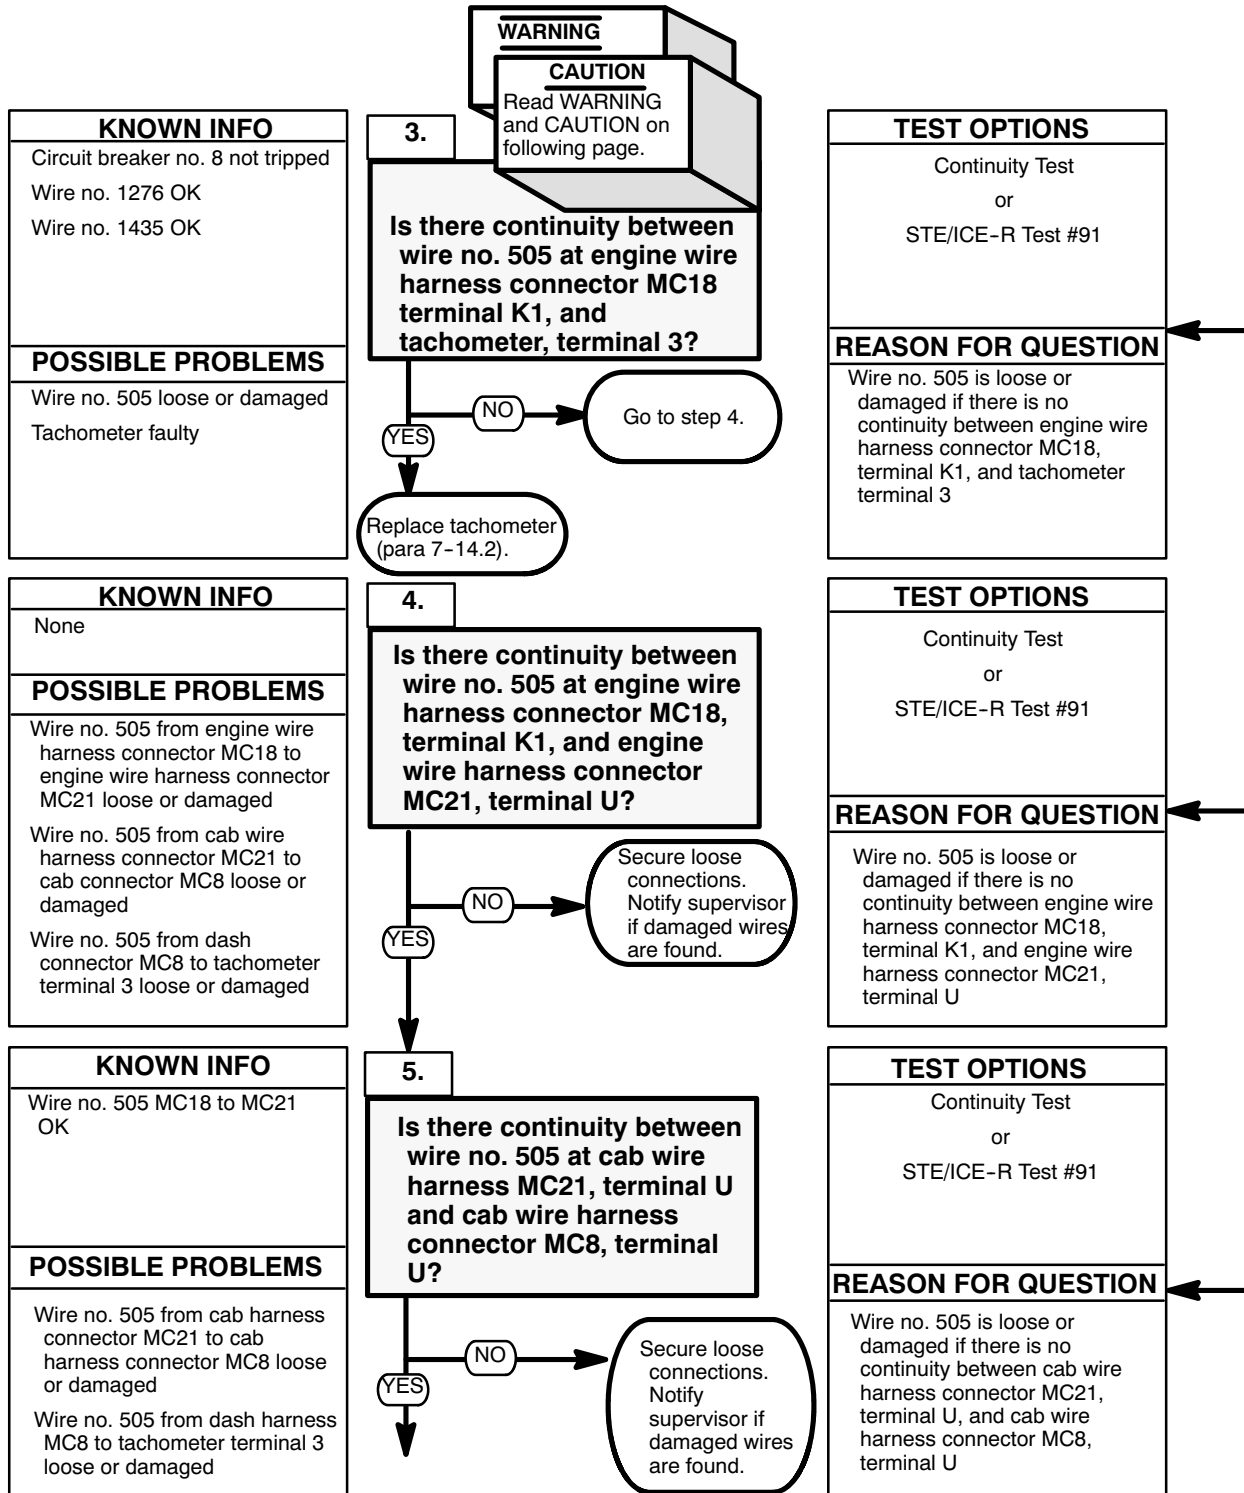 WARNING
CAUTION
Read WARNING
and CAUTION on
following page.
KNOWN INFO
Circuit breaker no. 8 not tripped
Wire no. 1276 OK
Wire no. 1435 OK
POSSIBLE PROBLEMS
Wire no. 505 loose or damaged
Tachometer faulty
3.
Is there continuity between
wire no. 505 at engine wire
harness connector MC18
terminal K1, and
tachometer, terminal 3?
NO
Go to step 4.
YES
Replace tachometer
(para 7-14.2).
TEST OPTIONS
Continuity Test
or
STE/ICE-R Test #91
REASON FOR QUESTION
Wire no. 505 is loose or
damaged if there is no
continuity between engine wire
harness connector MC18,
terminal K1, and tachometer
terminal 3
KNOWN INFO
None
POSSIBLE PROBLEMS
Wire no. 505 from engine wire
harness connector MC18 to
engine wire harness connector
MC21 loose or damaged
Wire no. 505 from cab wire
harness connector MC21 to
cab connector MC8 loose or
damaged
Wire no. 505 from dash
connector MC8 to tachometer
terminal 3 loose or damaged
4.
Is there continuity between
wire no. 505 at engine wire
harness connector MC18,
terminal K1, and engine
wire harness connector
MC21, terminal U?
NO
Secure loose
connections.
Notify supervisor
if damaged wires
are found.
YES
TEST OPTIONS
Continuity Test
or
STE/ICE-R Test #91
REASON FOR QUESTION
Wire no. 505 is loose or
damaged if there is no
continuity between engine wire
harness connector MC18,
terminal K1, and engine wire
harness connector MC21,
terminal U
KNOWN INFO
Wire no. 505 MC18 to MC21
OK
POSSIBLE PROBLEMS
Wire no. 505 from cab harness
connector MC21 to cab
harness connector MC8 loose
or damaged
Wire no. 505 from dash harness
MC8 to tachometer terminal 3
loose or damaged
5.
Is there continuity between
wire no. 505 at cab wire
harness MC21, terminal U
and cab wire harness
connector MC8, terminal
U?
NO
Secure loose
connections.
Notify
supervisor if
damaged wires
are found.
YES
TEST OPTIONS
Continuity Test
or
STE/ICE-R Test #91
REASON FOR QUESTION
Wire no. 505 is loose or
damaged if there is no
continuity between cab wire
harness connector MC21,
terminal U, and cab wire
harness connector MC8,
terminal U